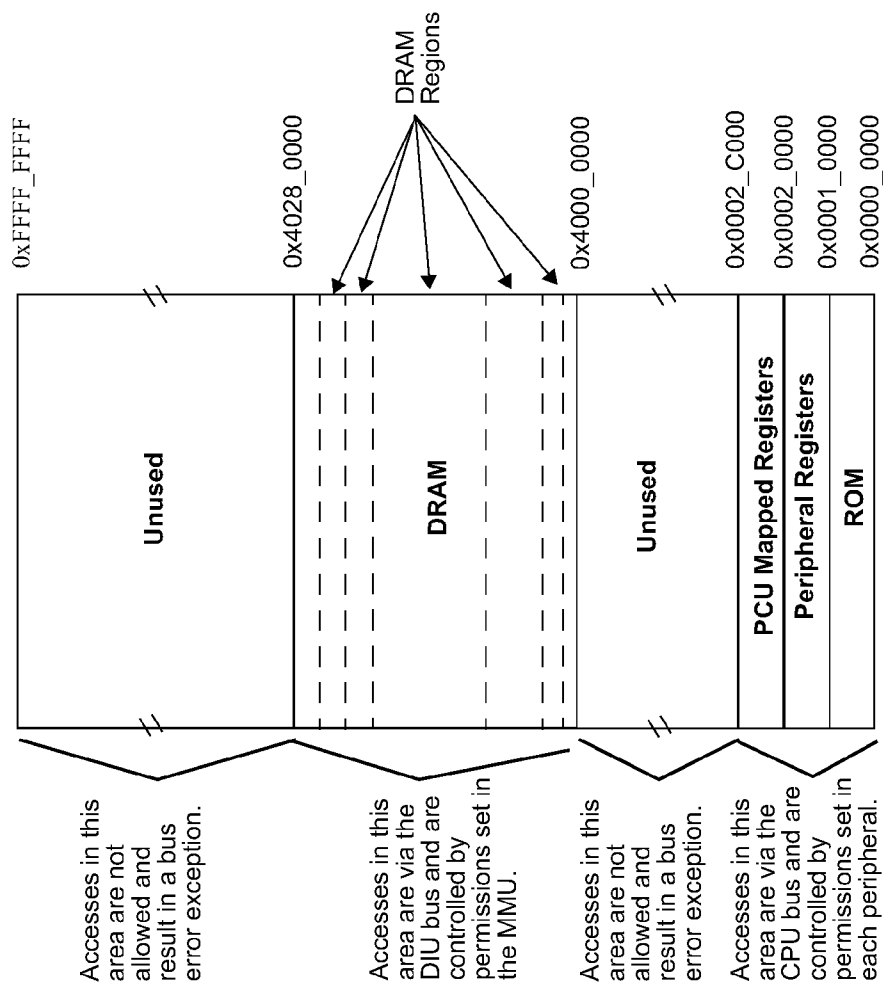 0xFFFF_FFFF
0x4028_0000
DRAM
Regions
0x4000_0000
0x0002_C000
0x0002_0000
0x0001_0000
0x0000_0000
Unused
DRAM
Unused
PCU Mapped Registers
Peripheral Registers
ROM
Accesses in this
area are not
allowed and
result in a bus
error exception.
Accesses in this
area are via the
DIU bus and are
controlled by
permissions set in
the MMU.
Accesses in this
area are not
allowed and
result in a bus
error exception.
Accesses in this
area are via the
CPU bus and are
controlled by
permissions set in
each peripheral.